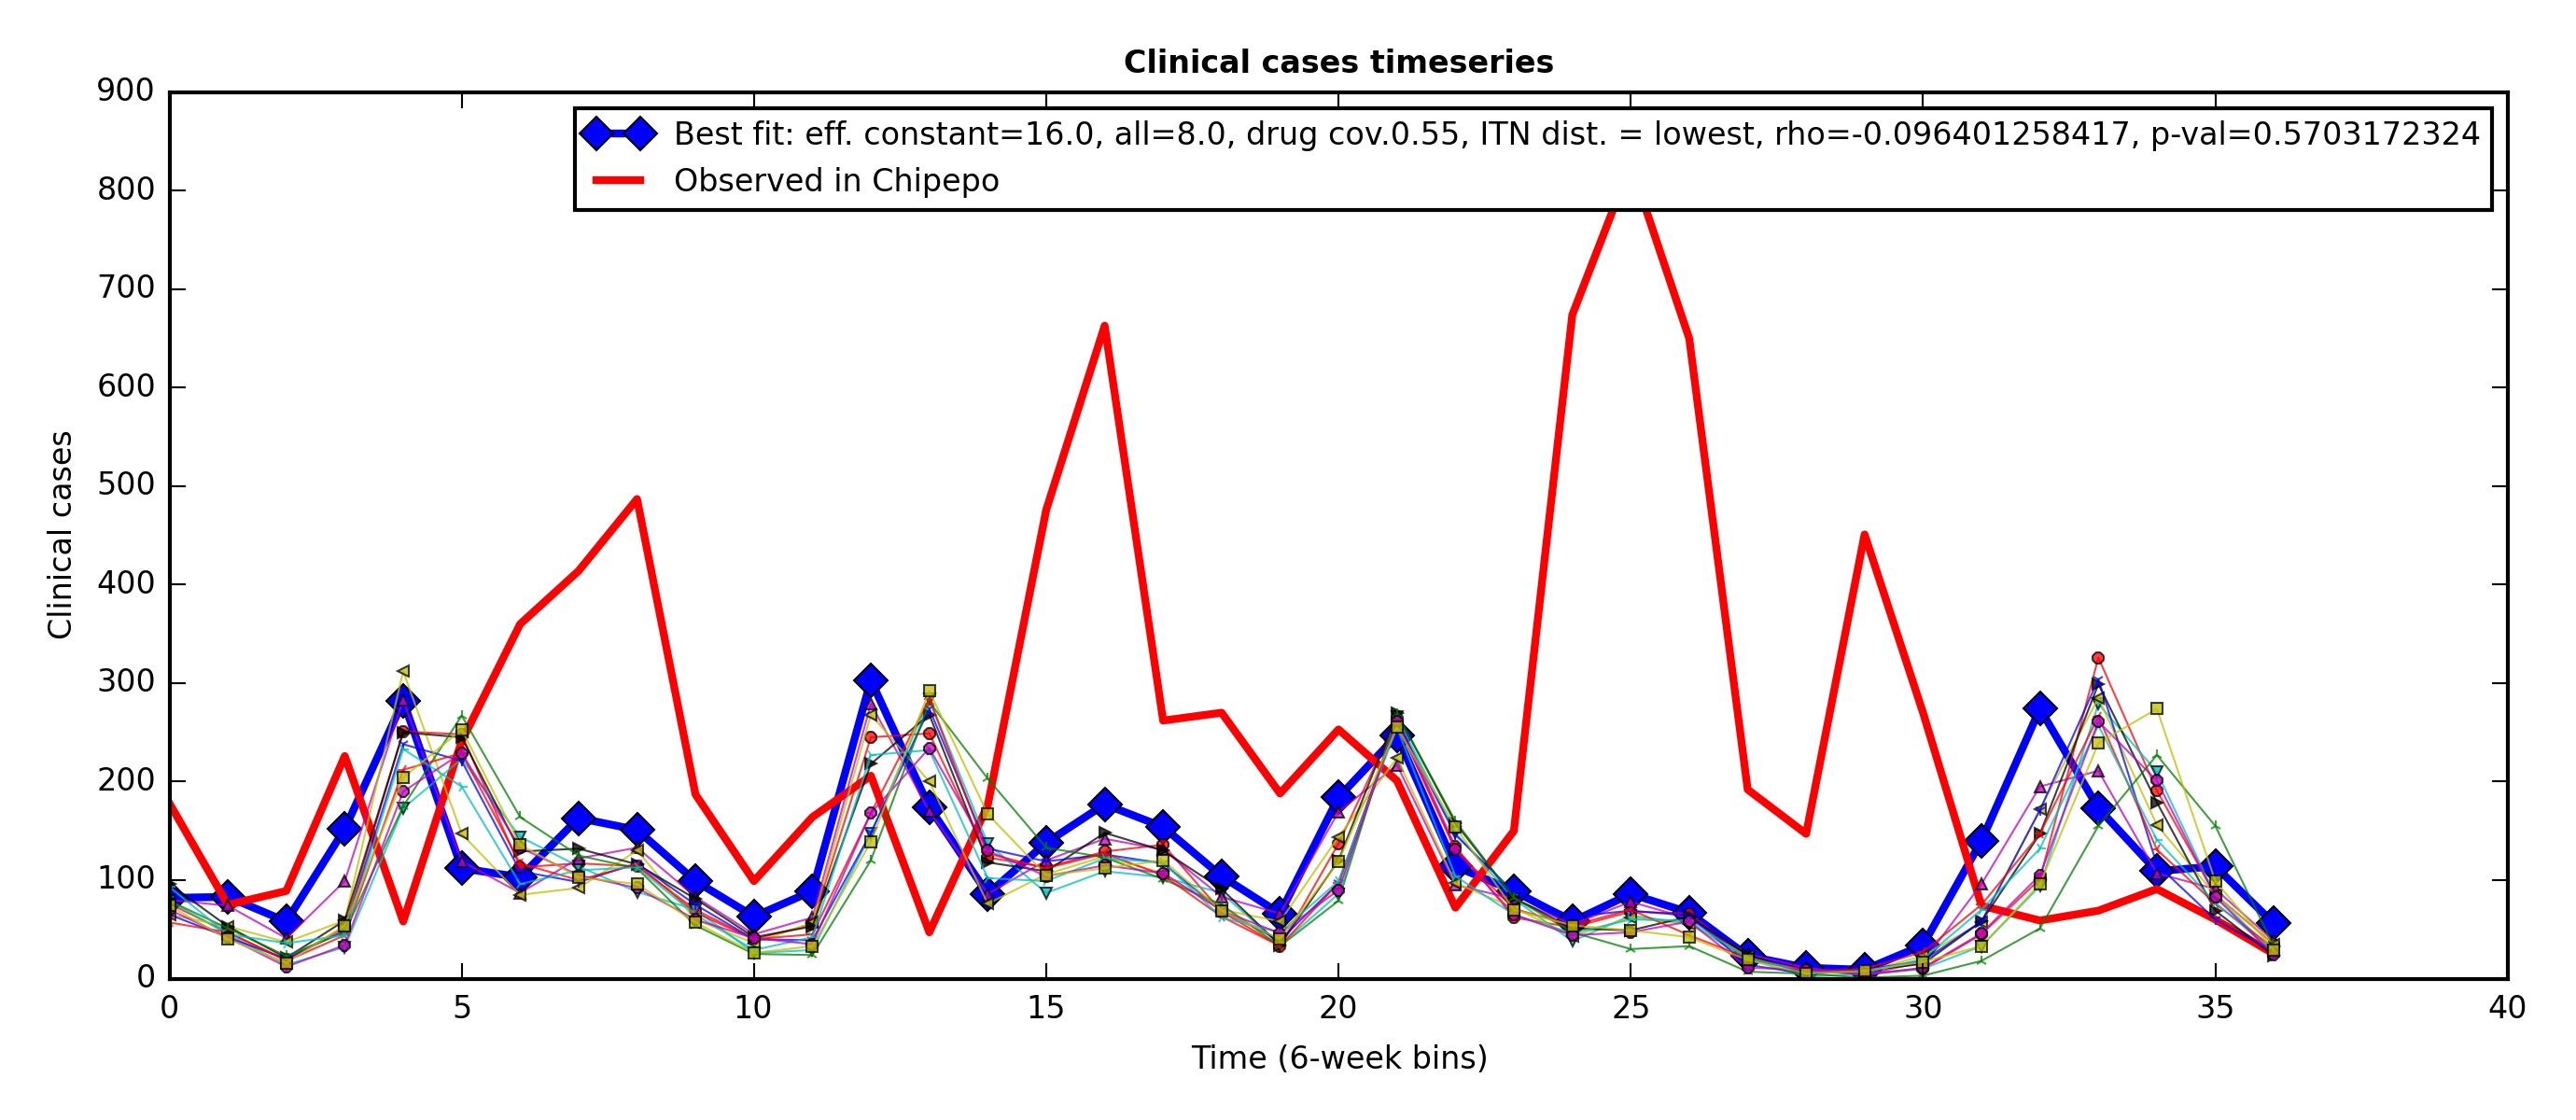 Clinical cases timeseries
900
800
700
600
500
400
300
200
100
0
Clinical cases
Best fit: eff. constant=16.0, all=8.0, drug cov.0.55, ITN dist. = lowest, rho=-0.096401258417, p-val=0.5703172324
Observed in Chipepo
0 5 10 15 20 25 30 35 40
Time (6-week bins)